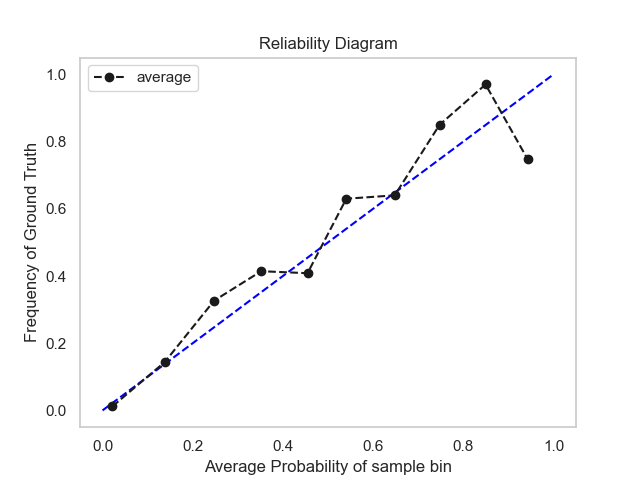 Reliability Diagram
average
Frequency of Ground Truth
1.0
0.8
0.6
0.4
0.2
0.0
0.0 0.2 0.4 0.6 0.8 1.0
Average Probability of sample bin